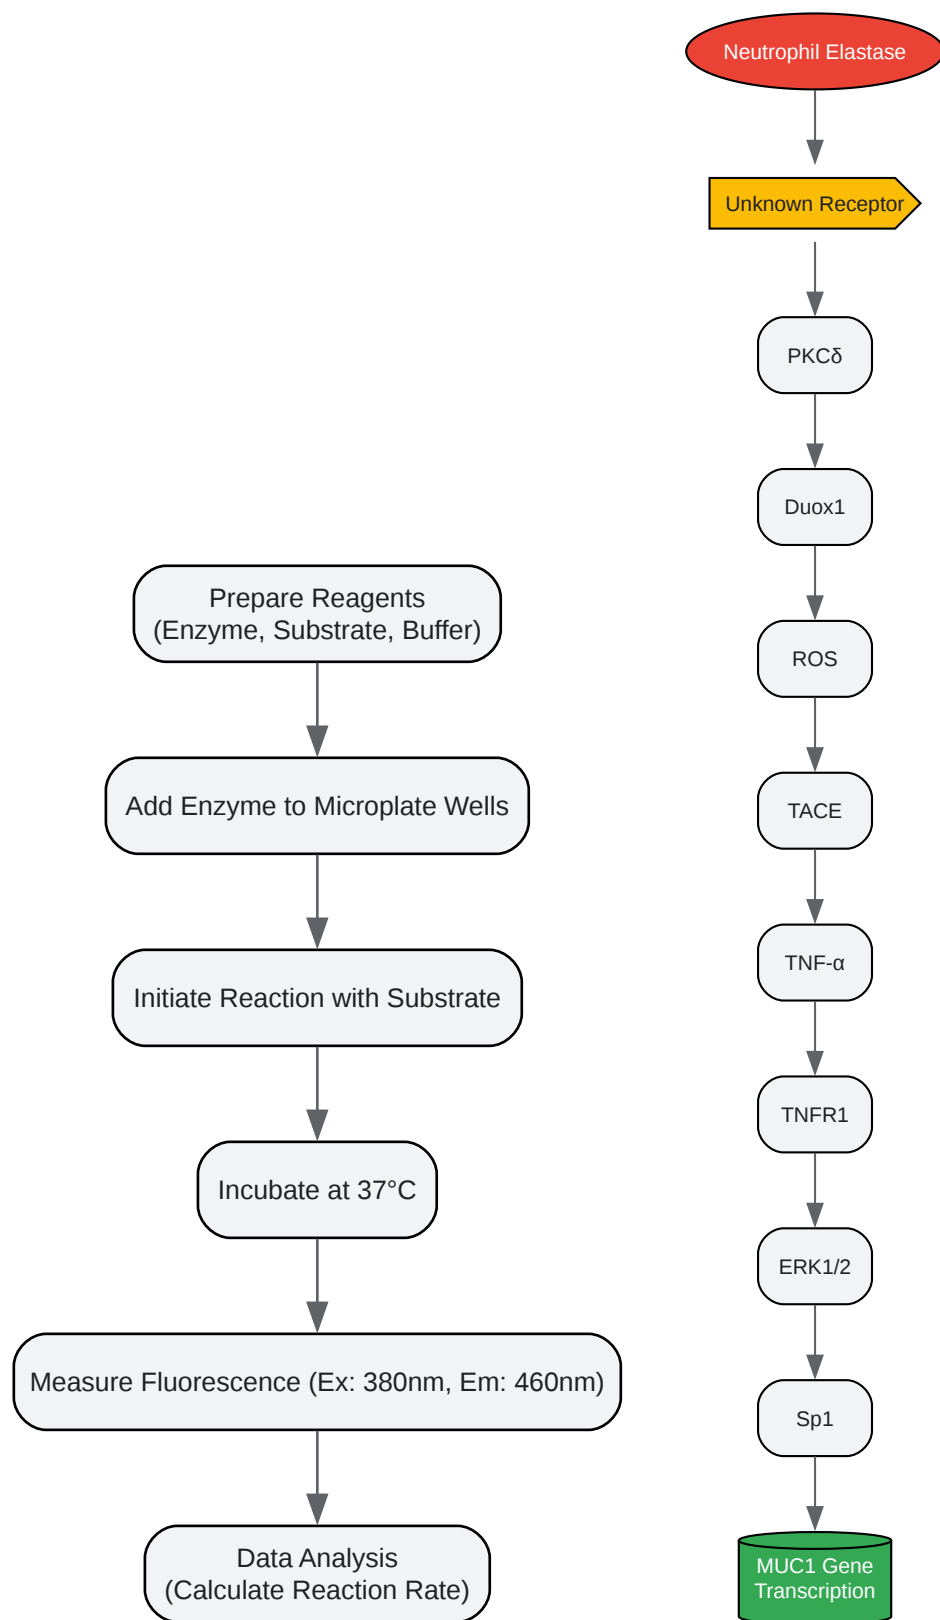 Prepare Reagents
(Enzyme, Substrate, Buffer)
Add Enzyme to Microplate Wells
Initiate Reaction with Substrate
Incubate at 37°C
Measure Fluorescence (Ex: 380nm, Em: 460nm)
Data Analysis
(Calculate Reaction Rate)
Neutrophil Elastase
Unknown Receptor
PKCδ
Duox1
ROS
TACE
TNF-α
TNFR1
ERK1/2
Sp1
MUC1 Gene
Transcription